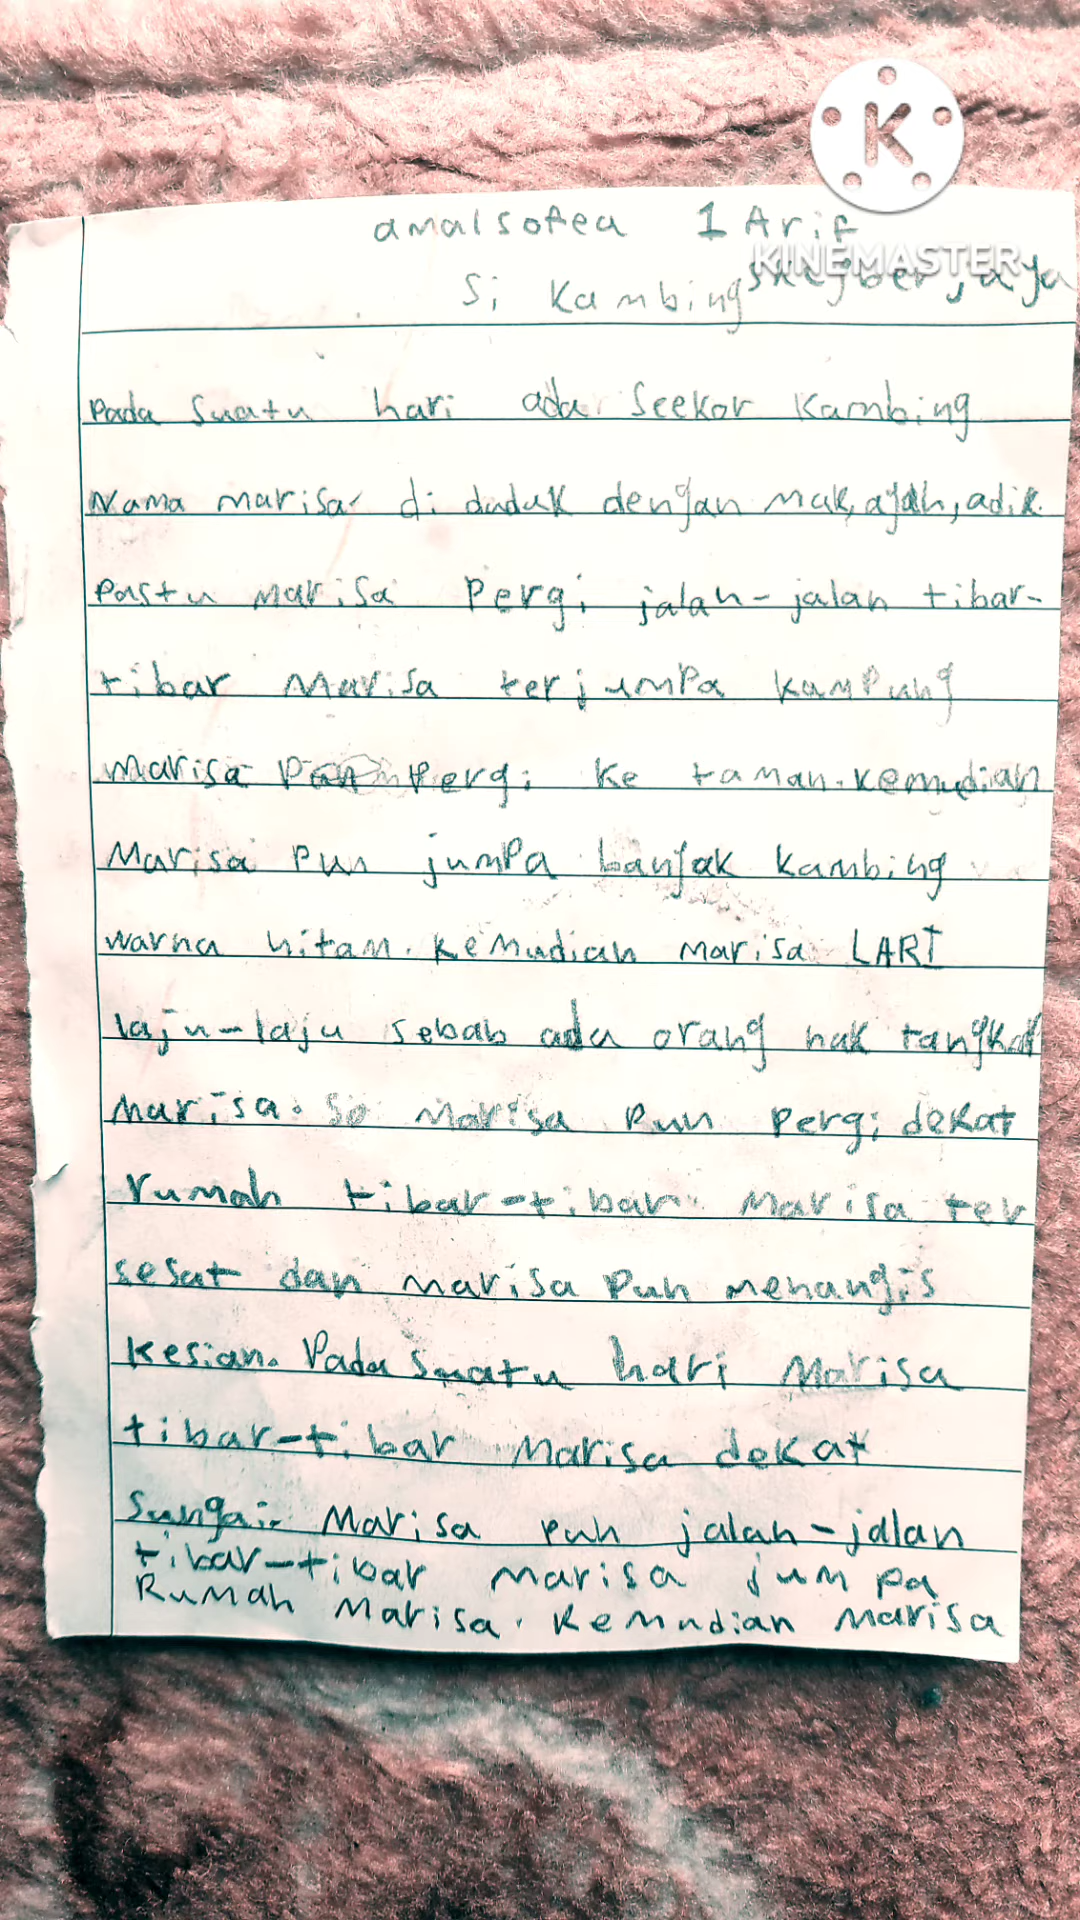 K
KINEMASTER
amalsofea 1 Arif
Si Kambing
pada suatu hari ada seekor kambing
Nama marisa di duduk dengan mak, ayah, adik.
Pastu marisa Pergi jalan-jalan tibar-
tibar Marisa terjumpa kampung
Marisa Pun Pergi ke taman. kemudian
Marisa Pun jumpa banyak kambing
warna hitam. kemudian marisa LARI
laju-laju sebab ada orang nak tangkat
Marisa. So Marisa Pun Pergi dekat
rumah tibar-tibar Marisa ter
sesat dan marisa Pun menangis
kesian. Pada suatu hari Marisa
tibar-tibar Marisa dekat
sungai. Marisa pun jalan-jalan
tibar-tibar marisa jumpa
Rumah Marisa. Kemudian Marisa